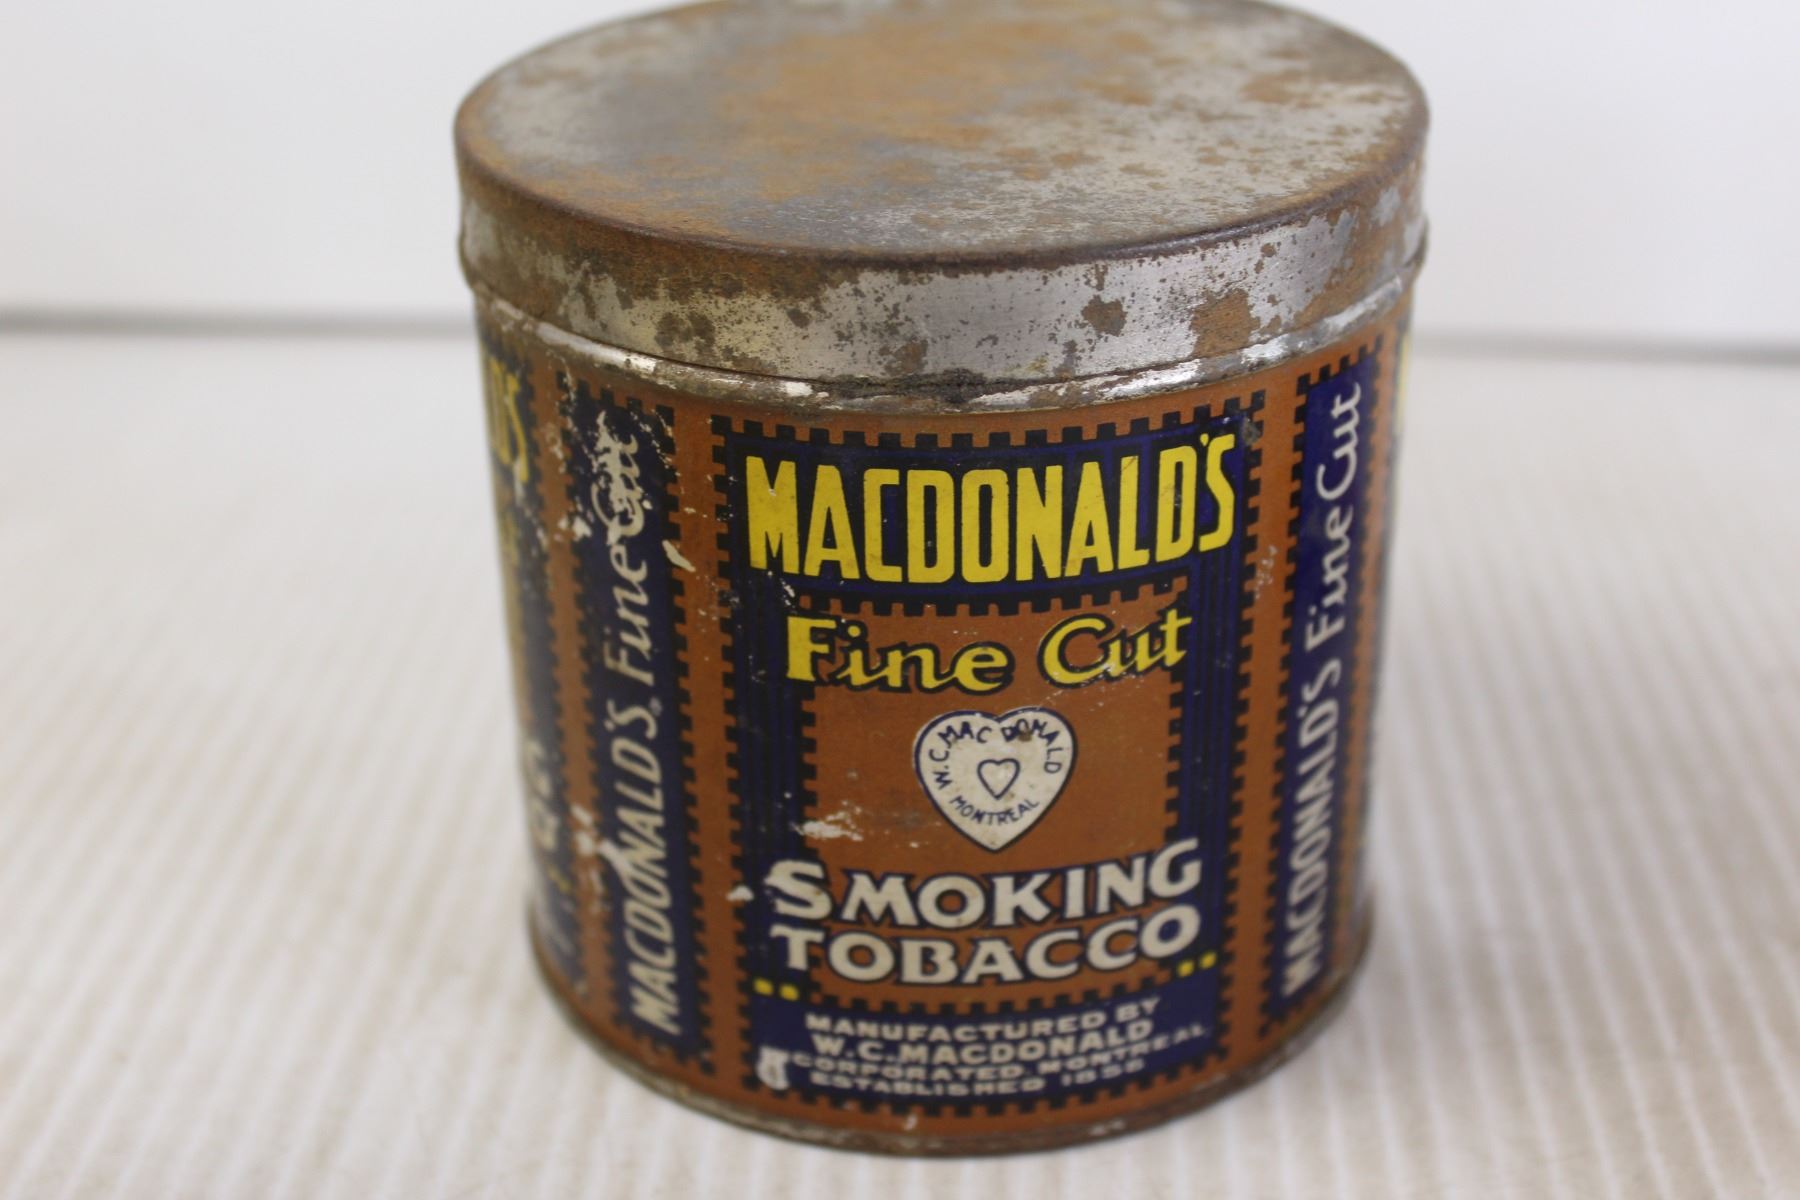 MACDONALD'S
Fine Cut
W.C. MACDONALD
MONTREAL
SMOKING
TOBACCO
MANUFACTURED BY
W.C. MACDONALD
INCORPORATED. MONTREAL
ESTABLISHED 1858
MACDONALD'S Fine Cut
MACDONALD'S Fine Cut